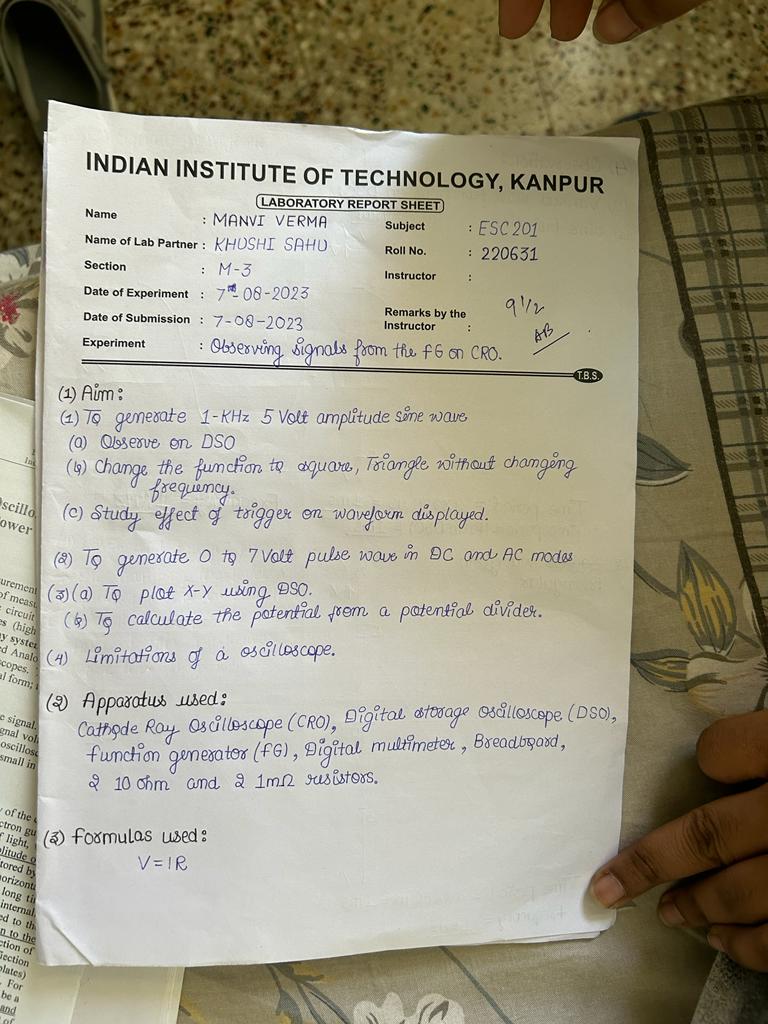 INDIAN INSTITUTE OF TECHNOLOGY, KANPUR
LABORATORY REPORT SHEET
Name : MANVI VERMA
Subject : ESC201
Name of Lab Partner : KHUSHI SAHU
Roll No. : 220631
Section : M-3
Instructor :
Date of Experiment : 7th-08-2023
Remarks by the Instructor : 9 1/2
AB
Date of Submission : 7-08-2023
Experiment : Observing signals from the FG on CRO.
T.B.S.
(1) Aim:
(1) To generate 1-KHz 5 Volt amplitude sine wave
(a) Observe on DSO
(b) Change the function to square, Triangle without changing
frequency.
(c) Study effect of trigger on waveform displayed.
(2) To generate 0 to 7 Volt pulse wave in DC and AC modes
(3)(a) To plot X-Y using DSO.
(b) To calculate the potential from a potential divider.
(4) Limitations of a oscilloscope.
(2) Apparatus used:
Cathode Ray Oscilloscope (CRO), Digital storage oscilloscope (DSO),
function generator (FG), Digital multimeter, Breadboard,
2 10 ohm and 2 1mΩ resistors.
(3) Formulas used:
V=IR